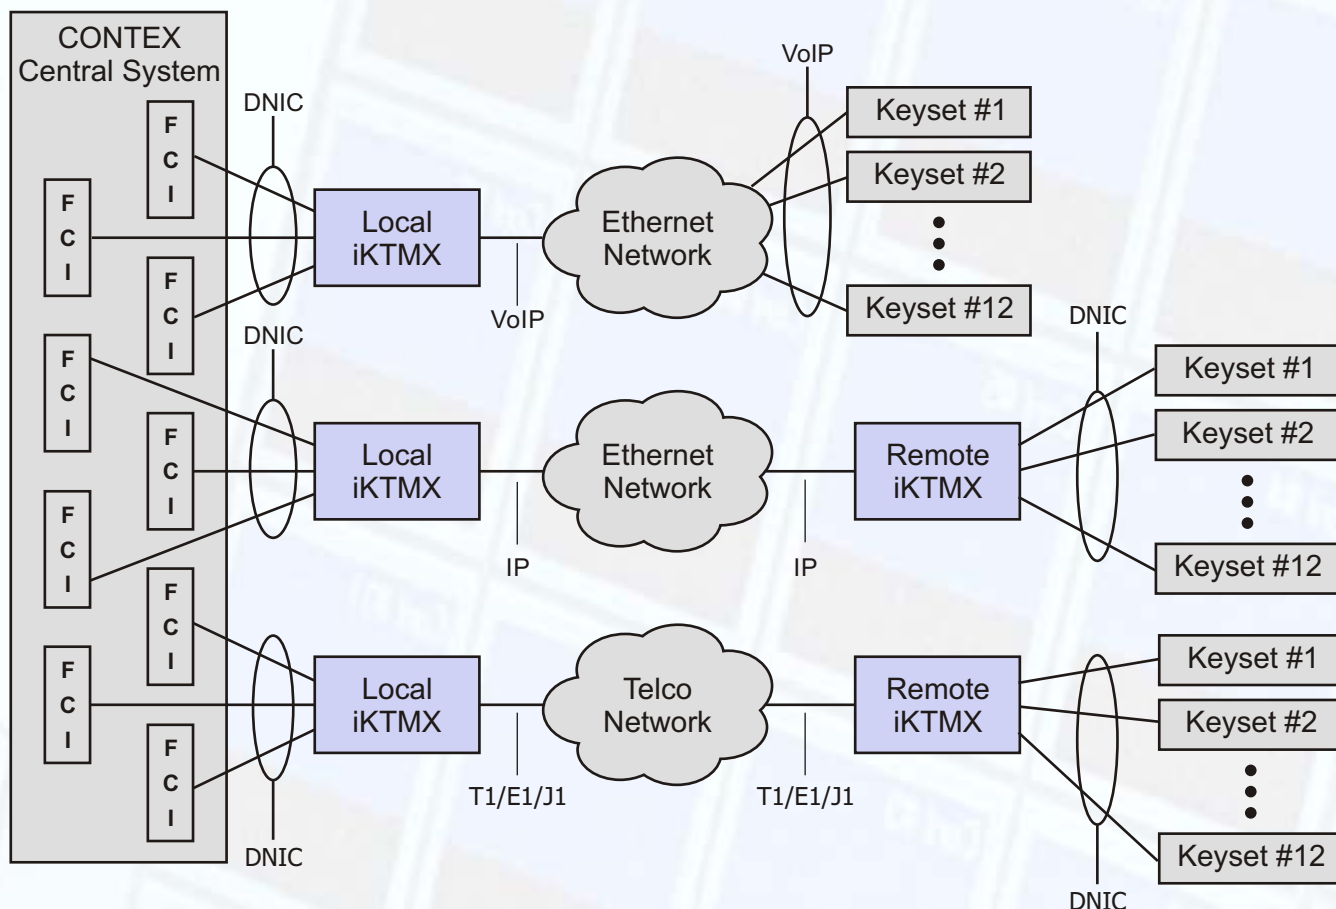 CONTEX
Central System
F
C
I
F
C
I
F
C
I
F
C
I
F
C
I
F
C
I
F
C
I
F
C
I
F
C
I
DNIC
Local
iKTMX
VoIP
Ethernet
Network
VoIP
Keyset #1
Keyset #2
Keyset #12
DNIC
Local
iKTMX
IP
Ethernet
Network
IP
Remote
iKTMX
DNIC
Keyset #1
Keyset #2
Keyset #12
DNIC
Local
iKTMX
T1/E1/J1
Telco
Network
T1/E1/J1
Remote
iKTMX
DNIC
Keyset #1
Keyset #2
Keyset #12